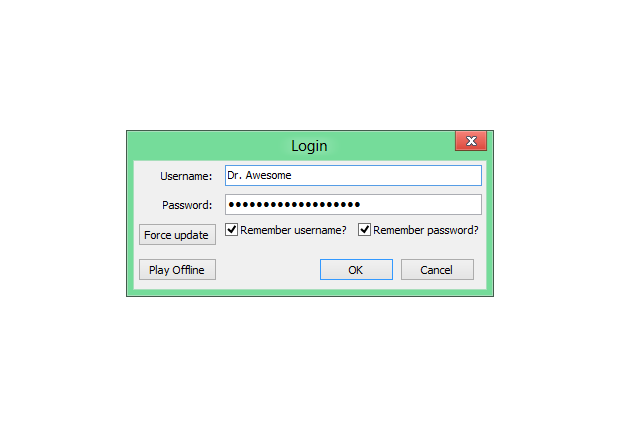 Login
Username: Dr. Awesome
Password: •••••••••••••••••••
Force update Remember username? Remember password?
Play Offline OK Cancel